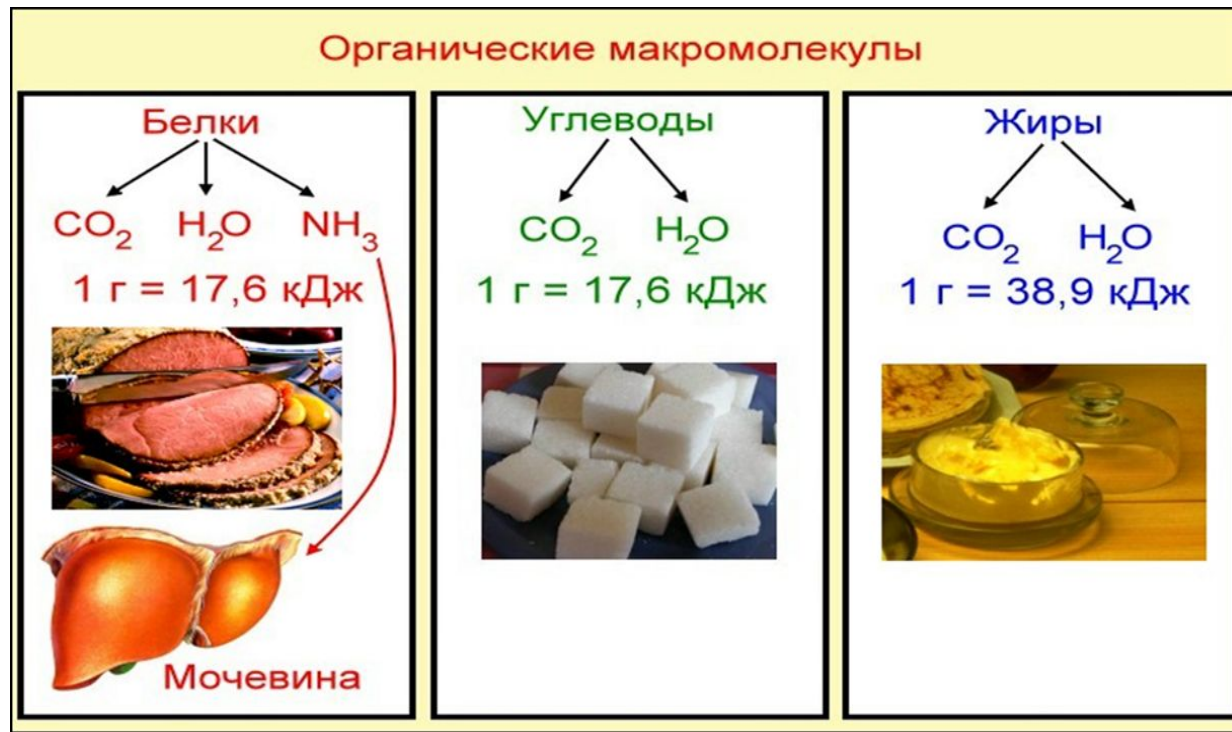 Органические макромолекулы
Белки
CO₂ H₂O NH₃
1 г = 17,6 кДж
Мочевина
Углеводы
CO₂ H₂O
1 г = 17,6 кДж
Жиры
CO₂ H₂O
1 г = 38,9 кДж